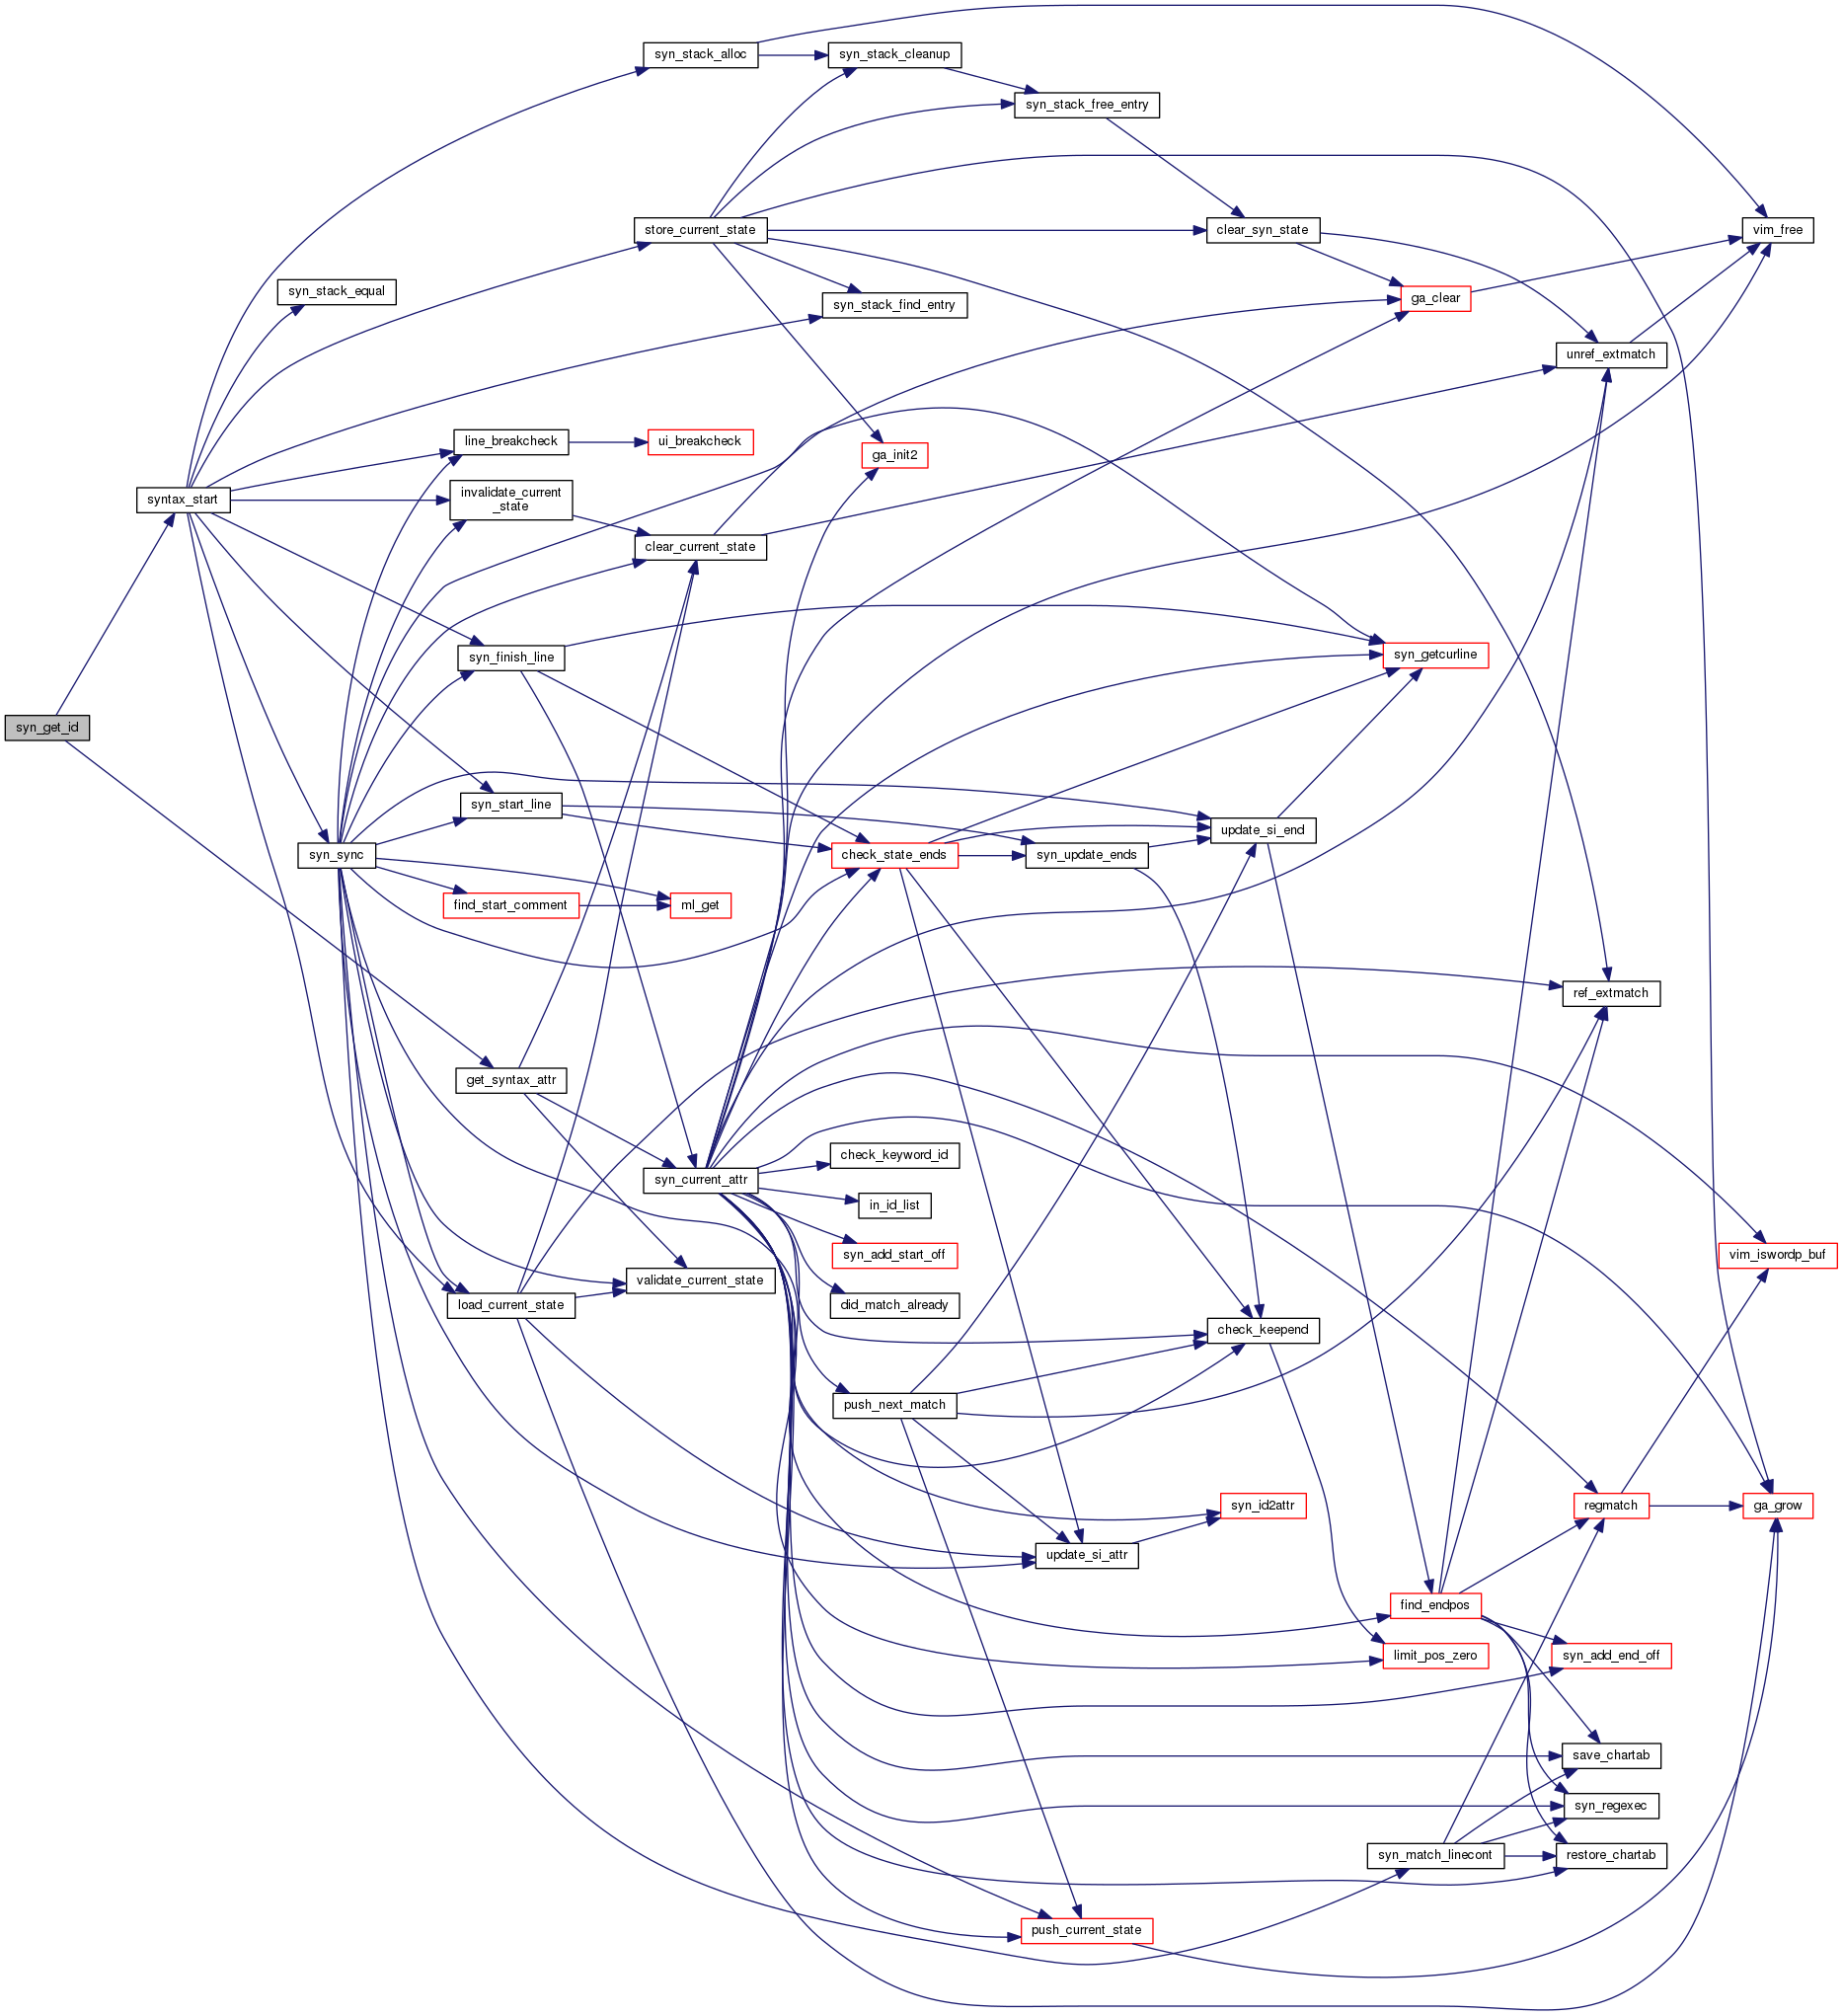 syn_stack_alloc
syn_stack_cleanup
syn_stack_free_entry
store_current_state
clear_syn_state
vim_free
syn_stack_equal
syn_stack_find_entry
ga_clear
unref_extmatch
line_breakcheck
ui_breakcheck
ga_init2
syntax_start
invalidate_current
_state
clear_current_state
syn_finish_line
syn_getcurline
syn_get_id
syn_start_line
update_si_end
syn_sync
check_state_ends
syn_update_ends
find_start_comment
ml_get
ref_extmatch
get_syntax_attr
check_keyword_id
syn_current_attr
in_id_list
syn_add_start_off
vim_iswordp_buf
validate_current_state
load_current_state
did_match_already
check_keepend
push_next_match
syn_id2attr
regmatch
ga_grow
update_si_attr
find_endpos
limit_pos_zero
syn_add_end_off
save_chartab
syn_regexec
syn_match_linecont
restore_chartab
push_current_state